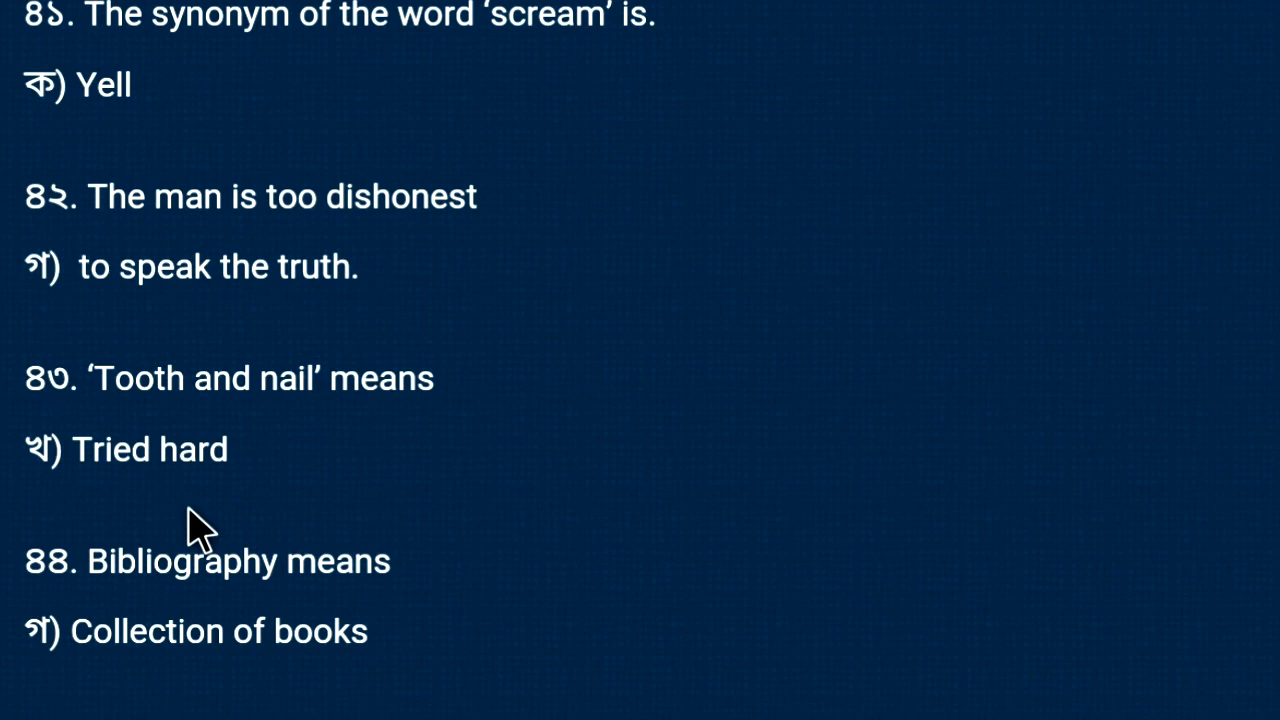 ৪১. The synonym of the word ‘scream’ is.
ক) Yell
৪২. The man is too dishonest
গ) to speak the truth.
৪৩. ‘Tooth and nail’ means
খ) Tried hard
৪৪. Bibliography means
গ) Collection of books